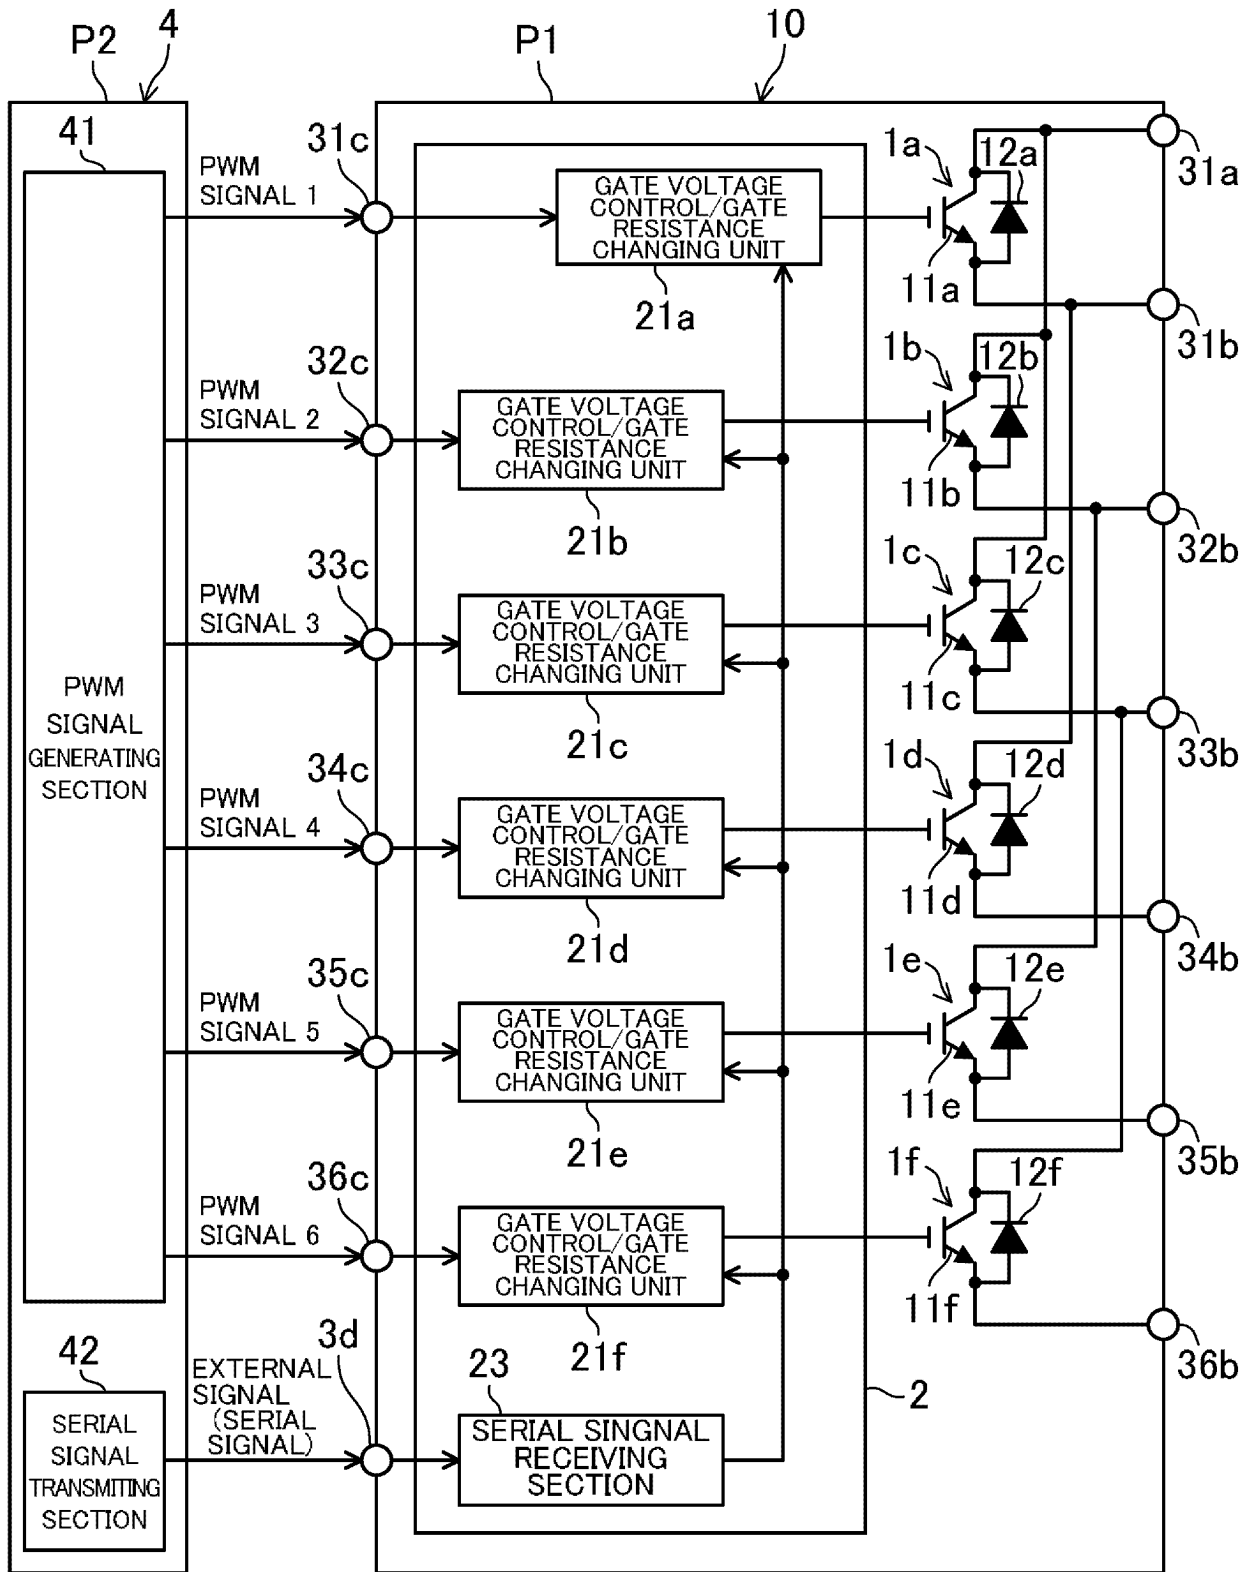 P2
4
P1
10
41
PWM
SIGNAL 1
31c
GATE VOLTAGE
CONTROL/GATE
RESISTANCE
CHANGING UNIT
21a
1a
12a
11a
31a
31b
PWM
SIGNAL 2
32c
GATE VOLTAGE
CONTROL/GATE
RESISTANCE
CHANGING UNIT
21b
1b
12b
11b
32b
PWM
SIGNAL 3
33c
GATE VOLTAGE
CONTROL/GATE
RESISTANCE
CHANGING UNIT
21c
1c
12c
11c
33b
PWM
SIGNAL
GENERATING
SECTION
PWM
SIGNAL 4
34c
GATE VOLTAGE
CONTROL/GATE
RESISTANCE
CHANGING UNIT
21d
1d
12d
11d
34b
PWM
SIGNAL 5
35c
GATE VOLTAGE
CONTROL/GATE
RESISTANCE
CHANGING UNIT
21e
1e
12e
11e
35b
PWM
SIGNAL 6
36c
GATE VOLTAGE
CONTROL/GATE
RESISTANCE
CHANGING UNIT
21f
1f
12f
11f
36b
42
SERIAL
SIGNAL
TRANSMITING
SECTION
EXTERNAL
SIGNAL
(SERIAL
SIGNAL)
3d
23
SERIAL SINGNAL
RECEIVING
SECTION
2